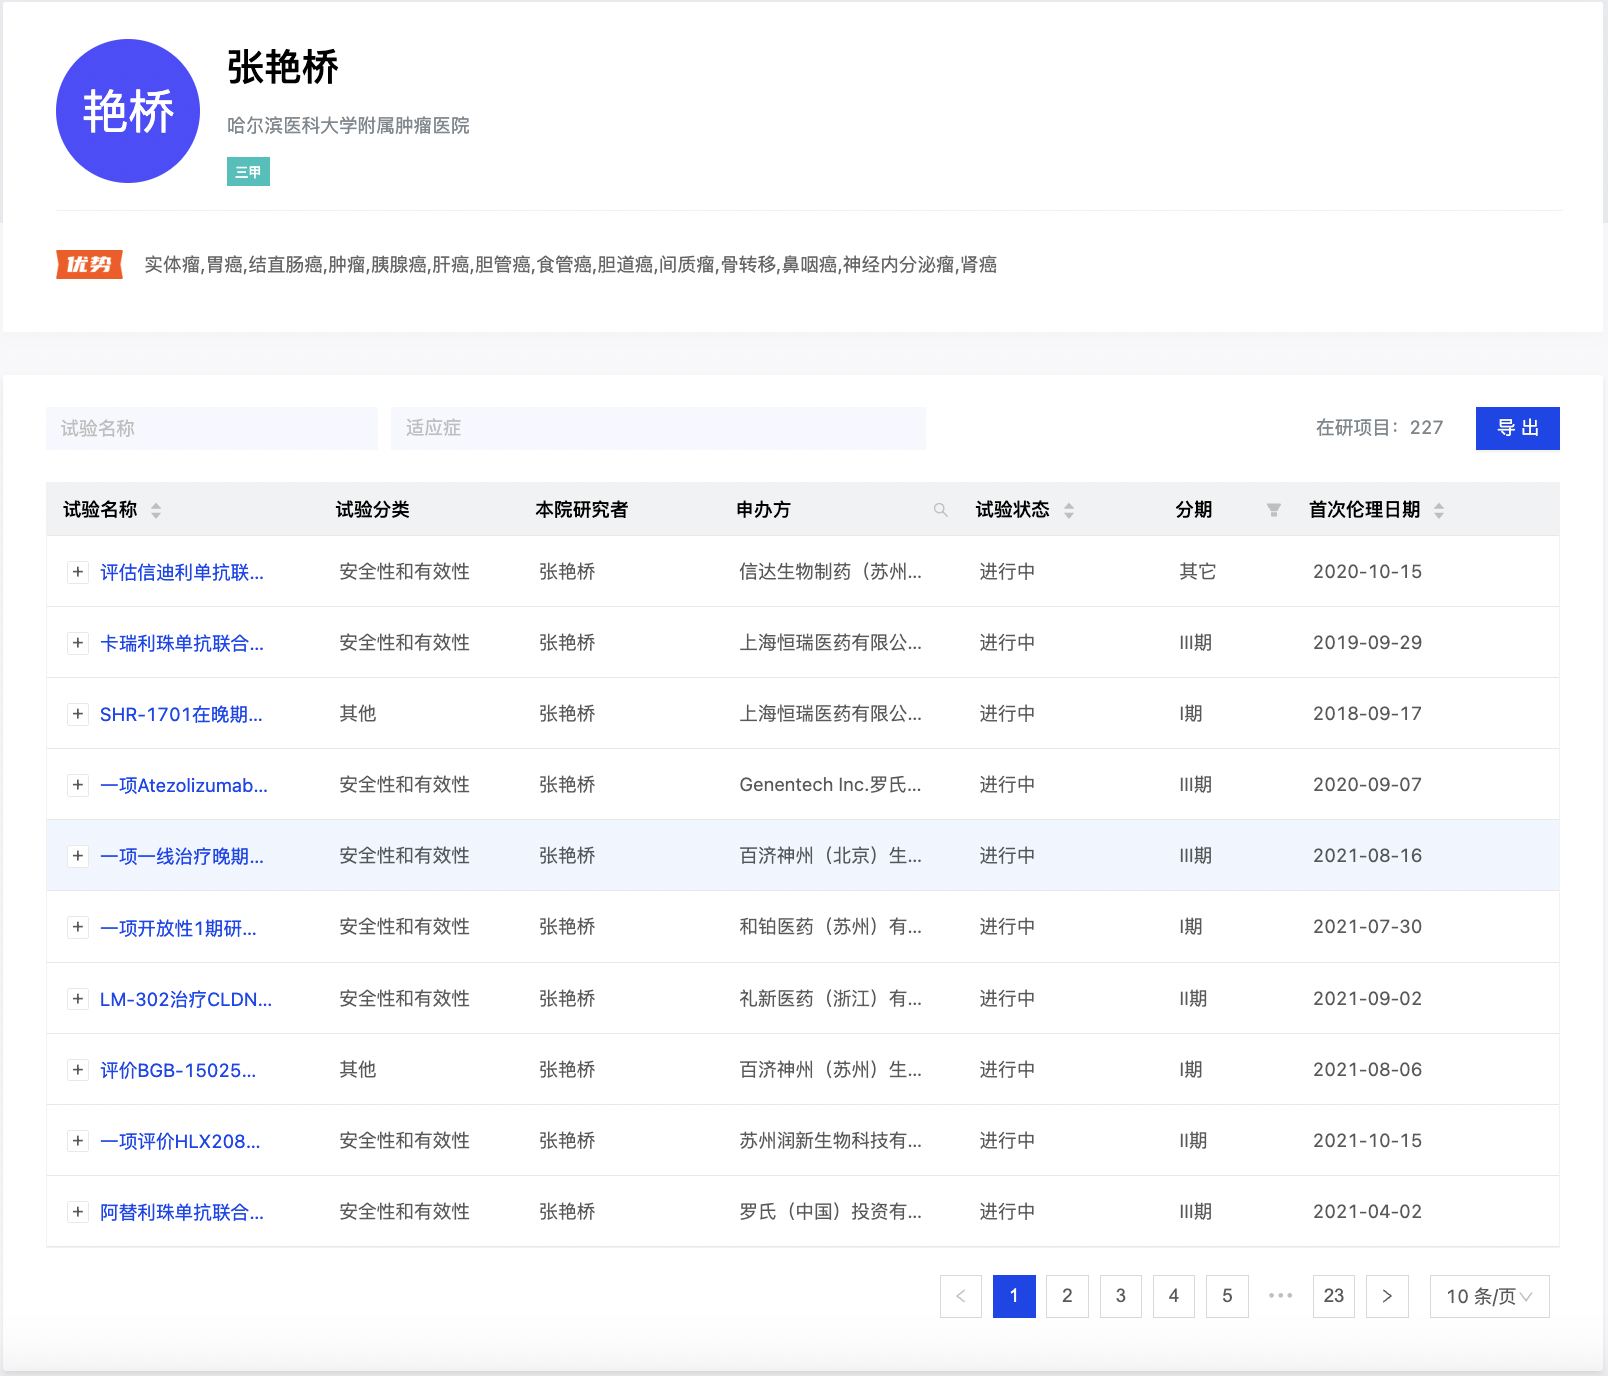 艳桥
张艳桥
哈尔滨医科大学附属肿瘤医院
三甲
优势 实体瘤,胃癌,结直肠癌,肿瘤,胰腺癌,肝癌,胆管癌,食管癌,胆道癌,间质瘤,骨转移,鼻咽癌,神经内分泌瘤,肾癌
试验名称 适应症 在研项目：227 导 出
试验名称 试验分类 本院研究者 申办方 试验状态 分期 首次伦理日期
+ 评估信迪利单抗联... 安全性和有效性 张艳桥 信达生物制药（苏州... 进行中 其它 2020-10-15
+ 卡瑞利珠单抗联合... 安全性和有效性 张艳桥 上海恒瑞医药有限公... 进行中 III期 2019-09-29
+ SHR-1701在晚期... 其他 张艳桥 上海恒瑞医药有限公... 进行中 I期 2018-09-17
+ 一项Atezolizumab... 安全性和有效性 张艳桥 Genentech Inc.罗氏... 进行中 III期 2020-09-07
+ 一项一线治疗晚期... 安全性和有效性 张艳桥 百济神州（北京）生... 进行中 III期 2021-08-16
+ 一项开放性1期研... 安全性和有效性 张艳桥 和铂医药（苏州）有... 进行中 I期 2021-07-30
+ LM-302治疗CLDN... 安全性和有效性 张艳桥 礼新医药（浙江）有... 进行中 II期 2021-09-02
+ 评价BGB-15025... 其他 张艳桥 百济神州（苏州）生... 进行中 I期 2021-08-06
+ 一项评价HLX208... 安全性和有效性 张艳桥 苏州润新生物科技有... 进行中 II期 2021-10-15
+ 阿替利珠单抗联合... 安全性和有效性 张艳桥 罗氏（中国）投资有... 进行中 III期 2021-04-02
< 1 2 3 4 5 ••• 23 > 10 条/页